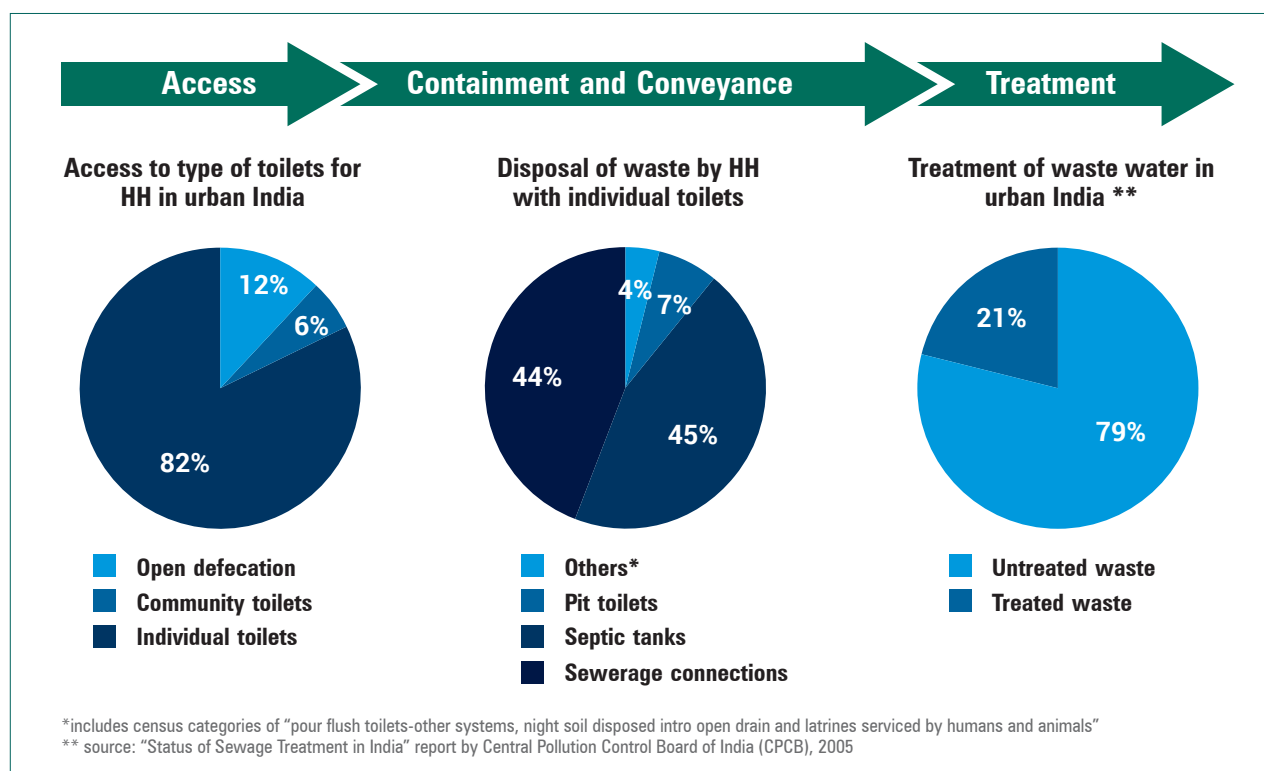 Access
Containment and Conveyance
Treatment
Access to type of toilets for
HH in urban India
12%
6%
82%
Open defecation
Community toilets
Individual toilets
Disposal of waste by HH
with individual toilets
4%
7%
44%
45%
Others*
Pit toilets
Septic tanks
Sewerage connections
Treatment of waste water in
urban India **
21%
79%
Untreated waste
Treated waste
*includes census categories of “pour flush toilets-other systems, night soil disposed intro open drain and latrines serviced by humans and animals”
** source: “Status of Sewage Treatment in India” report by Central Pollution Control Board of India (CPCB), 2005